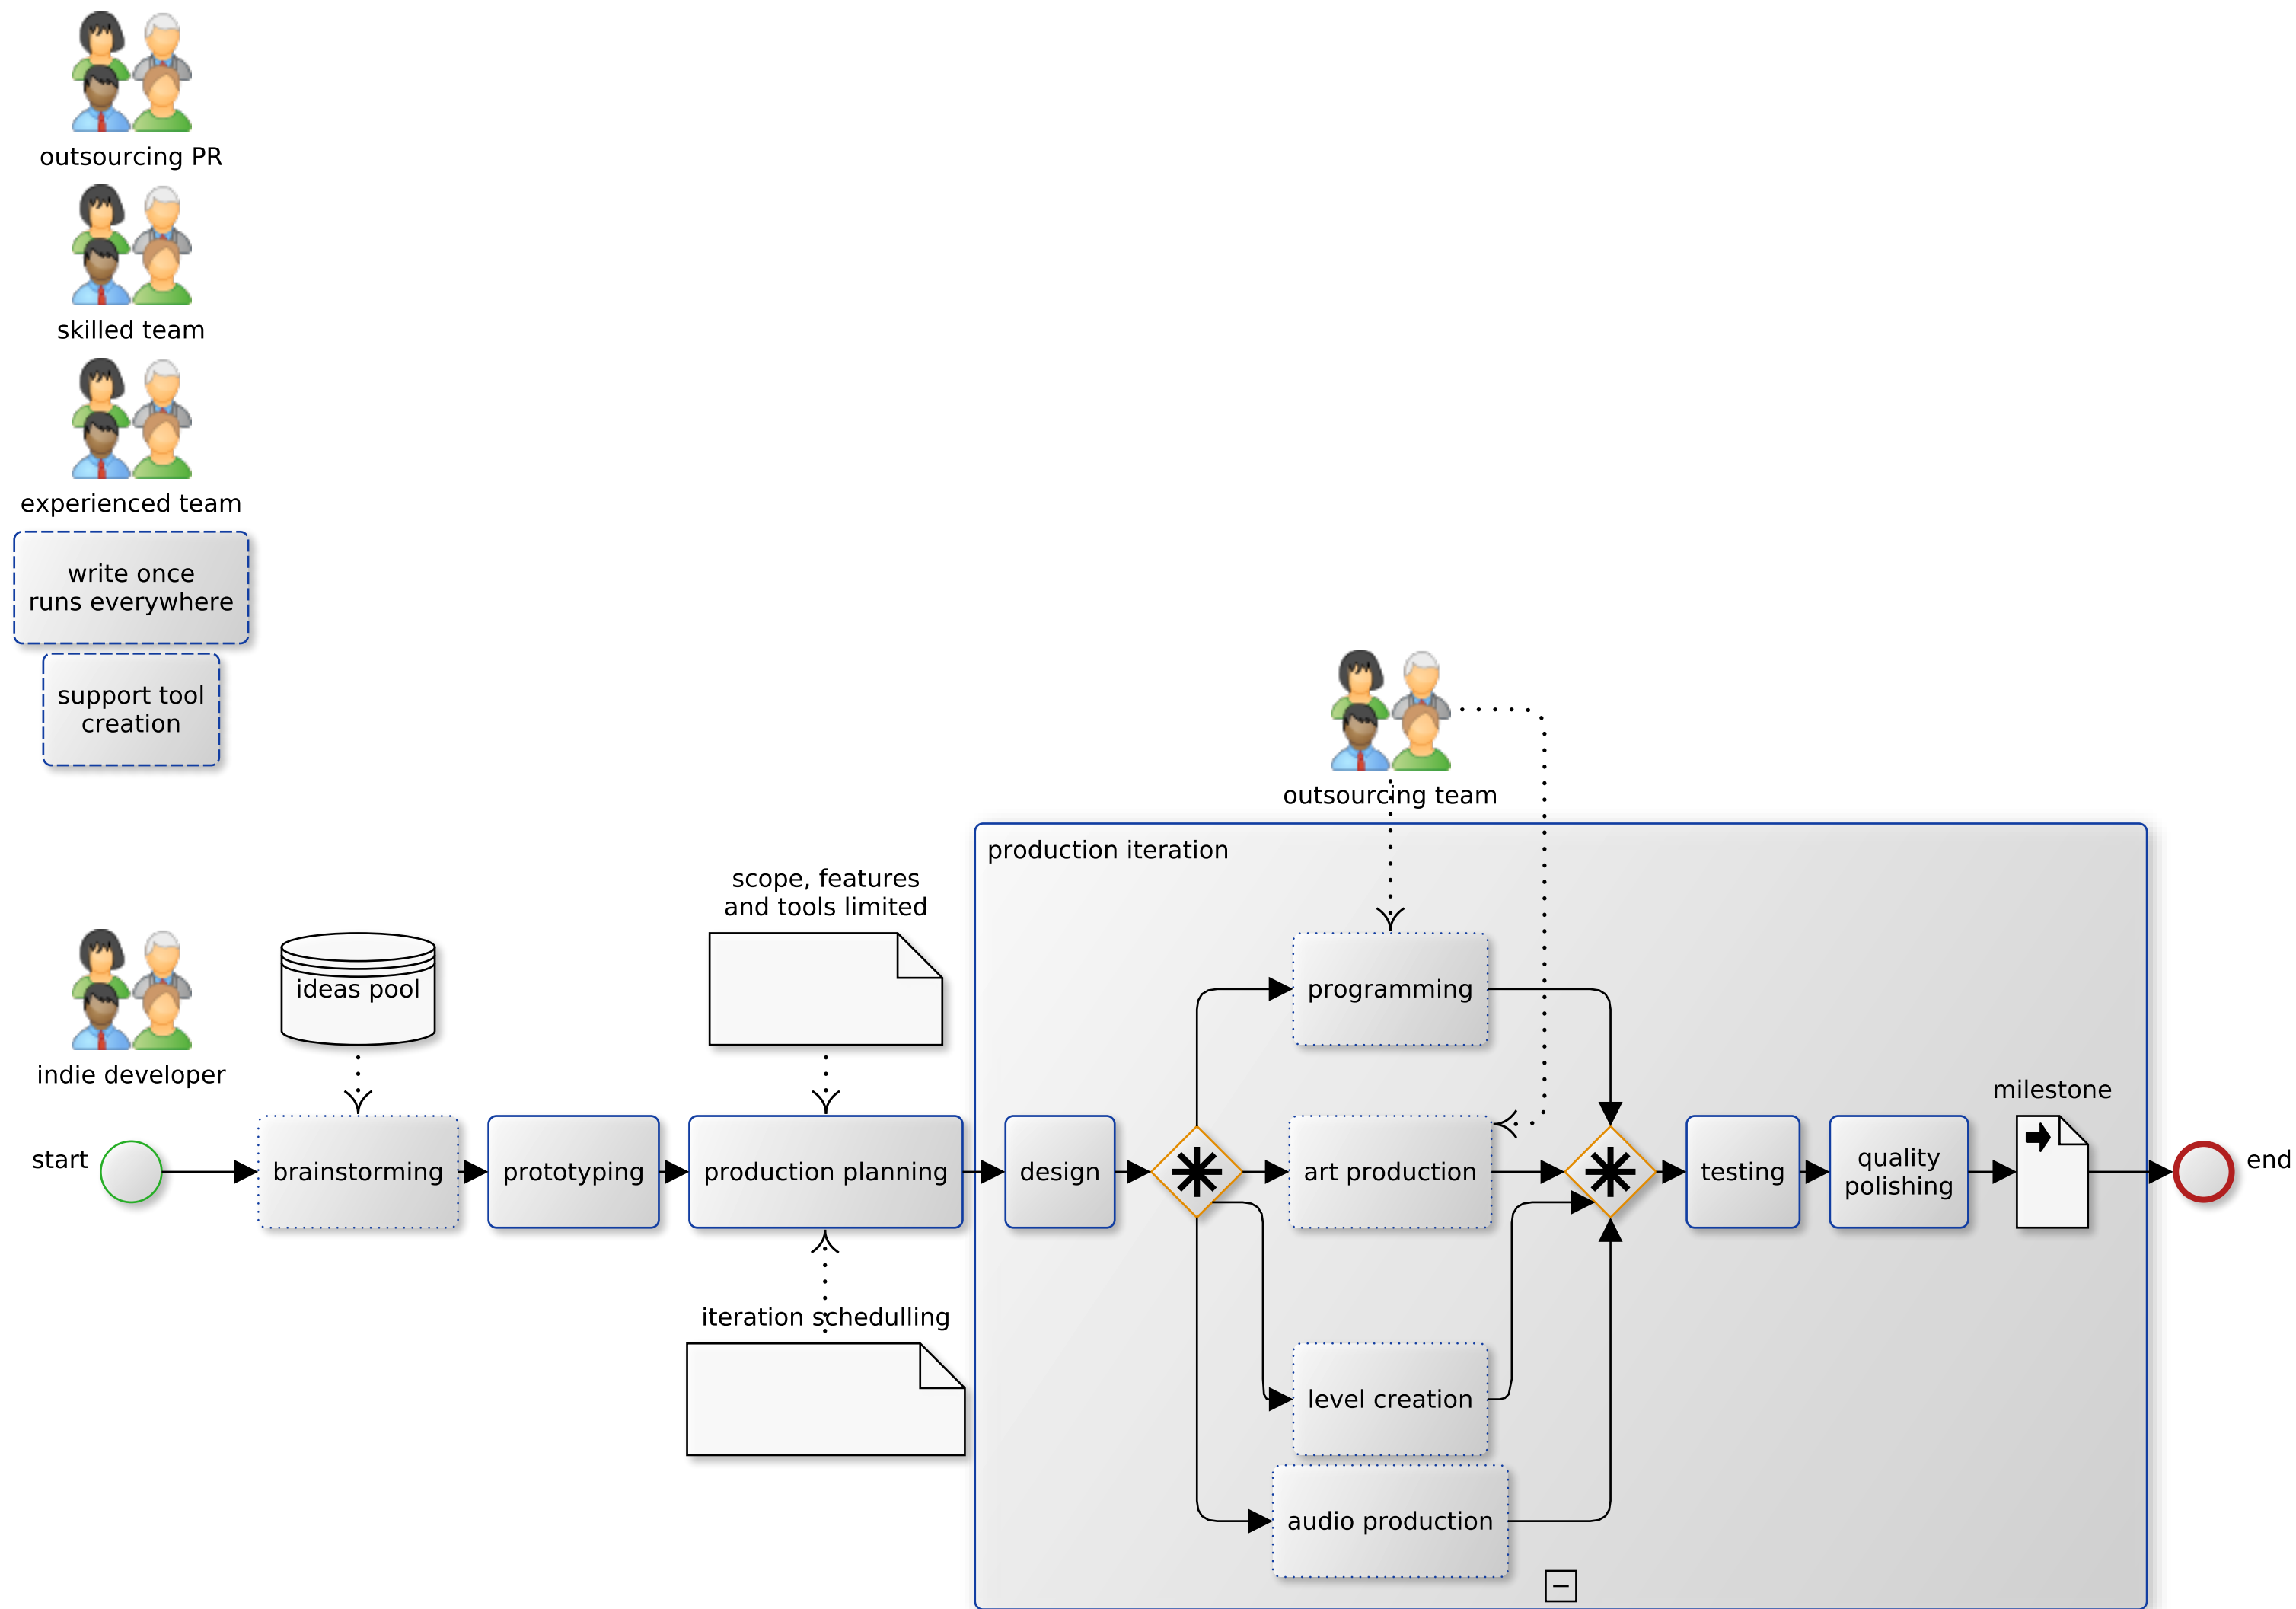 outsourcing PR
skilled team
experienced team
write once
runs everywhere
support tool
creation
outsourcing team
production iteration
scope, features
and tools limited
ideas pool
programming
indie developer
milestone
start
brainstorming
prototyping
production planning
design
art production
testing
quality
polishing
end
iteration schedulling
level creation
audio production